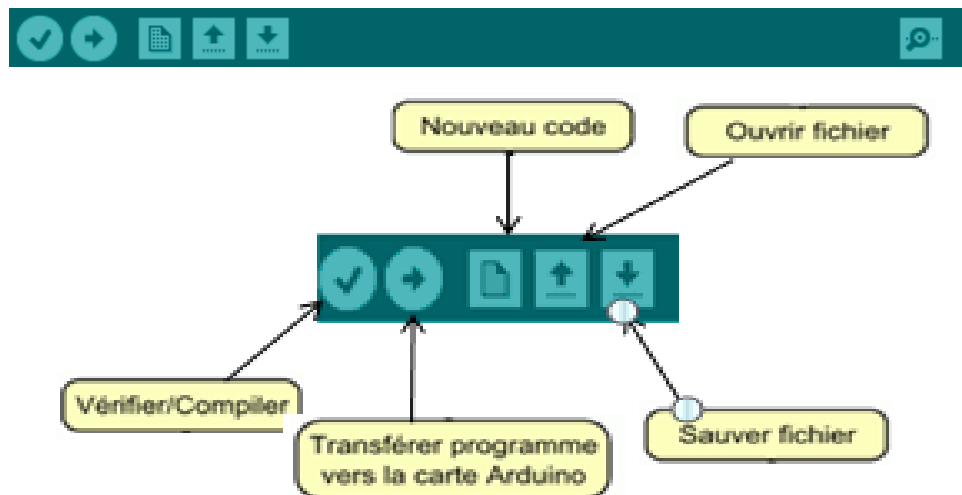 Nouveau code
Ouvrir fichier
Vérifier/Compiler
Transférer programme
vers la carte Arduino
Sauver fichier